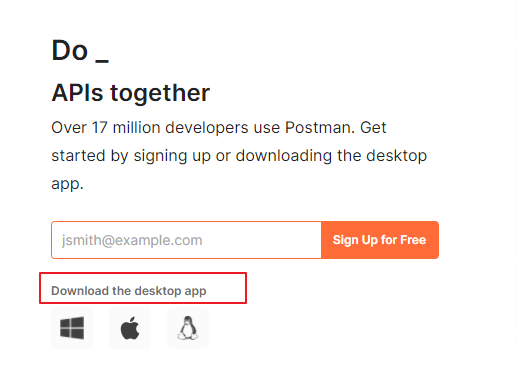 Do _
APIs together
Over 17 million developers use Postman. Get
started by signing up or downloading the desktop
app.
jsmith@example.com
Sign Up for Free
Download the desktop app